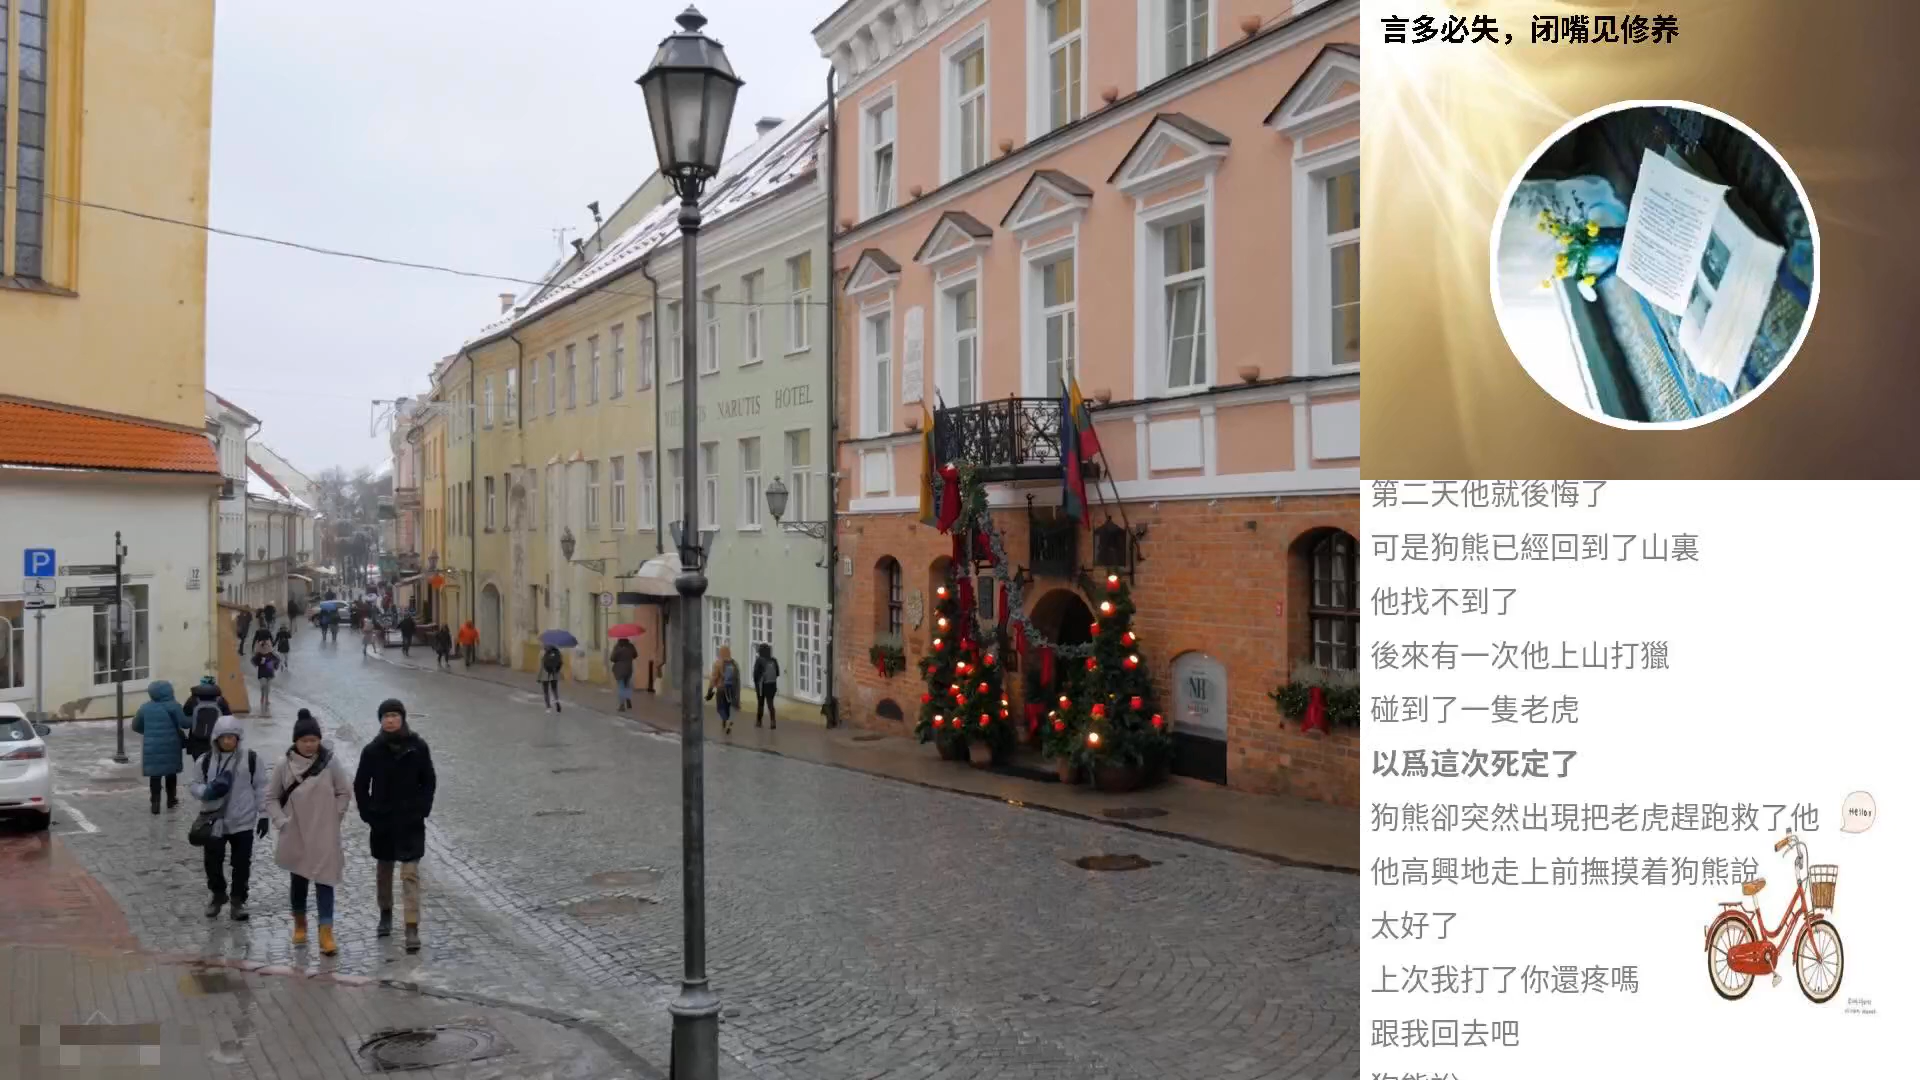 言多必失，闭嘴见修养
NARUTIS HOTEL
P
12
NH
第二天他就後悔了
可是狗熊已經回到了山裏
他找不到了
後來有一次他上山打獵
碰到了一隻老虎
以爲這次死定了
狗熊卻突然出現把老虎趕跑救了他
他高興地走上前撫摸着狗熊說
太好了
上次我打了你還疼嗎
跟我回去吧
Hello!